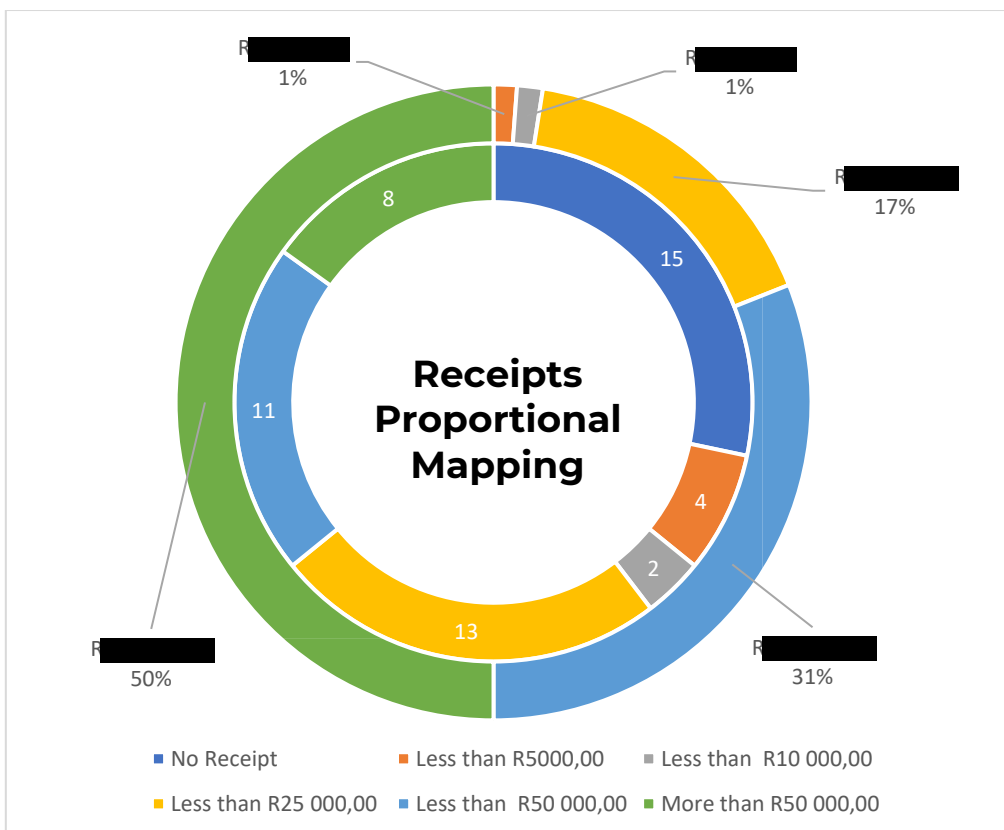 R
1%
R
1%
R
17%
8
15
11
4
2
13
Receipts
Proportional
Mapping
R
50%
R
31%
No Receipt
Less than R5000,00
Less than  R10 000,00
Less than R25 000,00
Less than  R50 000,00
More than R50 000,00